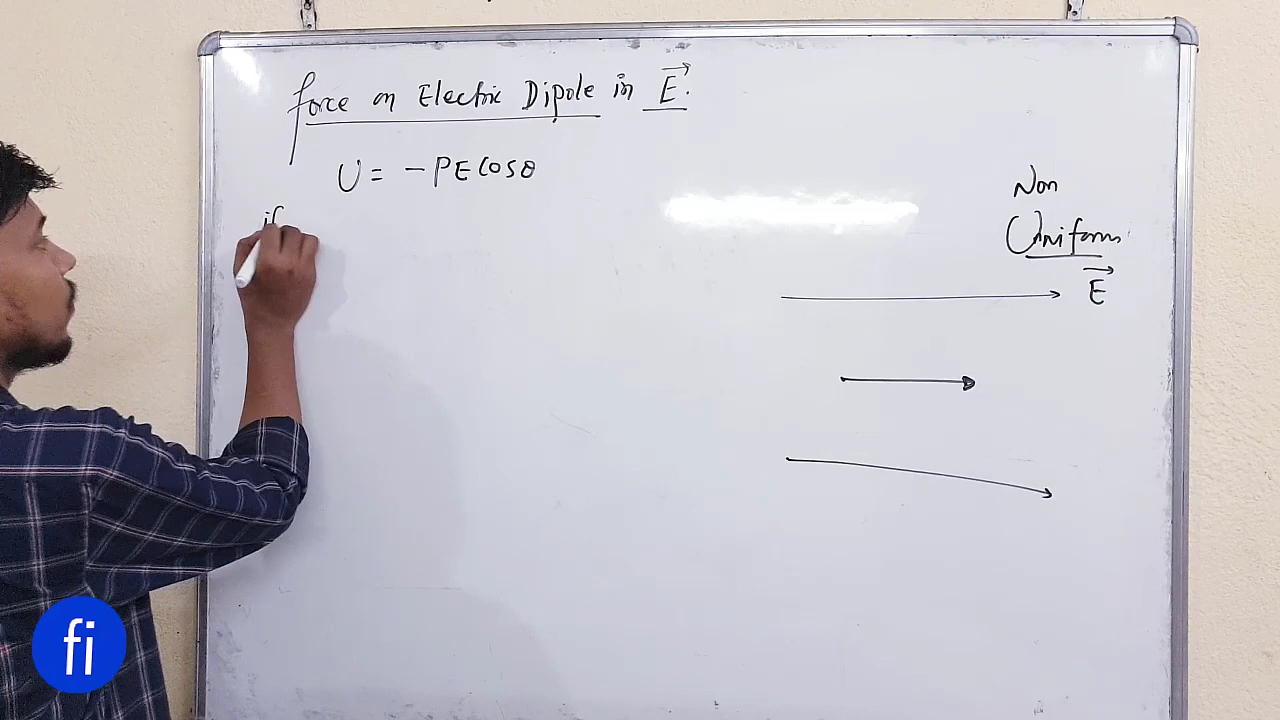 force on Electric Dipole in E.
U = - PE Cosθ
if
Non
Uniform
E
fi